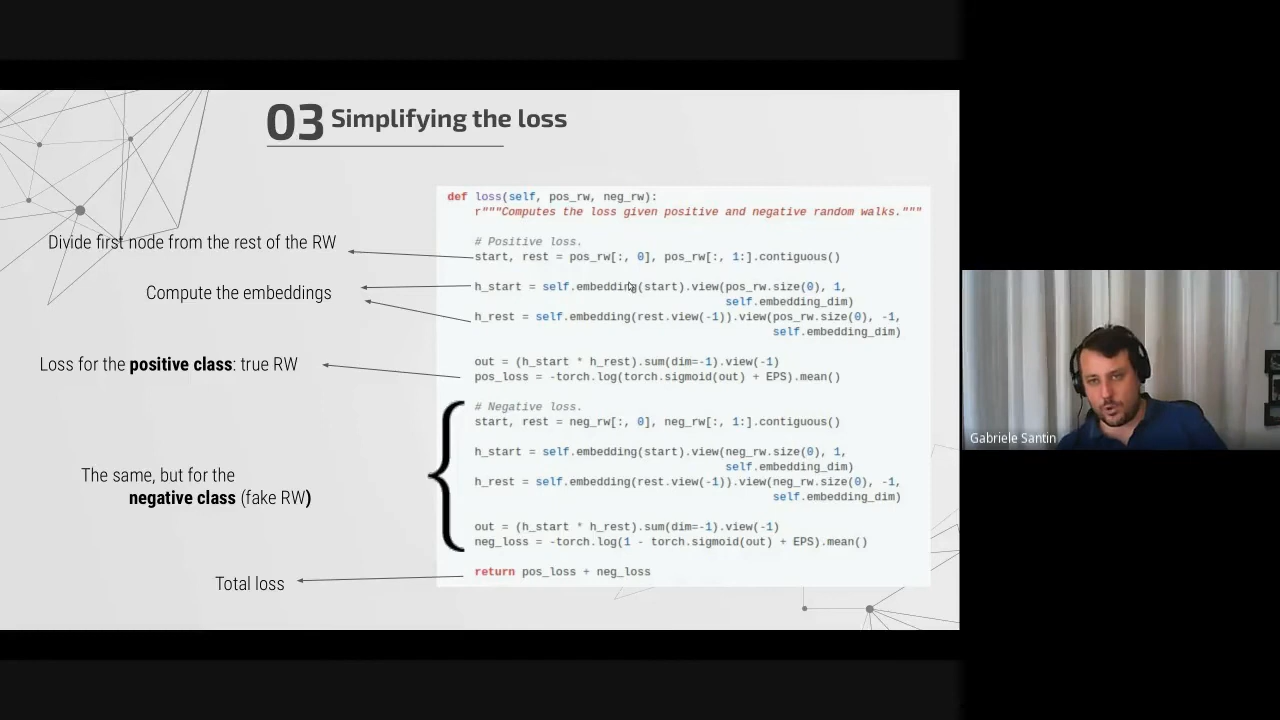 03 Simplifying the loss
Divide first node from the rest of the RW
Compute the embeddings
Loss for the positive class: true RW
The same, but for the
negative class (fake RW)
Total loss
def loss(self, pos_rw, neg_rw):
r"""Computes the loss given positive and negative random walks."""
# Positive loss.
start, rest = pos_rw[:, 0], pos_rw[:, 1:].contiguous()
h_start = self.embedding(start).view(pos_rw.size(0), 1,
self.embedding_dim)
h_rest = self.embedding(rest.view(-1)).view(pos_rw.size(0), -1,
self.embedding_dim)
out = (h_start * h_rest).sum(dim=-1).view(-1)
pos_loss = -torch.log(torch.sigmoid(out) + EPS).mean()
# Negative loss.
start, rest = neg_rw[:, 0], neg_rw[:, 1:].contiguous()
h_start = self.embedding(start).view(neg_rw.size(0), 1,
self.embedding_dim)
h_rest = self.embedding(rest.view(-1)).view(neg_rw.size(0), -1,
self.embedding_dim)
out = (h_start * h_rest).sum(dim=-1).view(-1)
neg_loss = -torch.log(1 - torch.sigmoid(out) + EPS).mean()
return pos_loss + neg_loss
Gabriele Santin